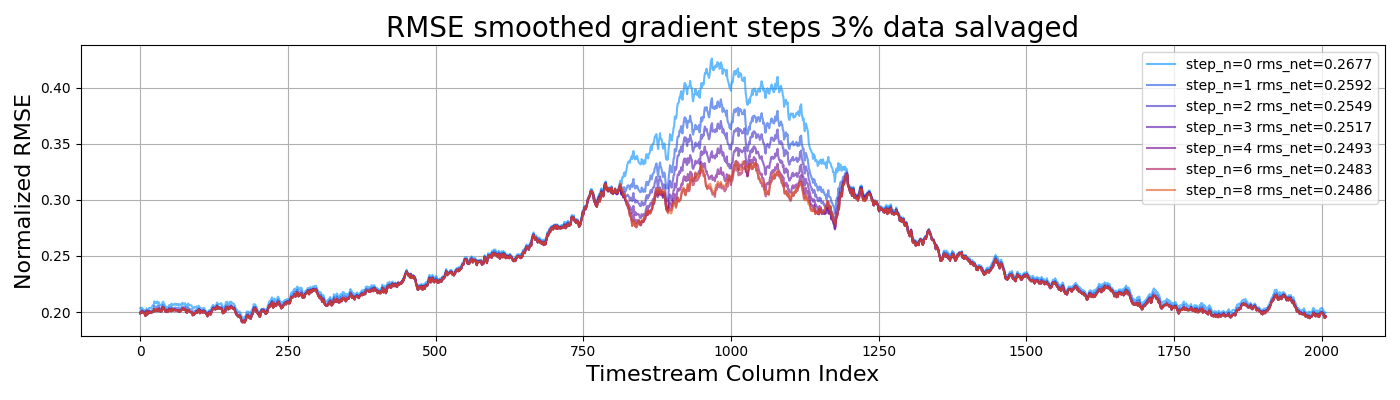 RMSE smoothed gradient steps 3% data salvaged
Normalized RMSE
0.40
0.35
0.30
0.25
0.20
step_n=0 rms_net=0.2677
step_n=1 rms_net=0.2592
step_n=2 rms_net=0.2549
step_n=3 rms_net=0.2517
step_n=4 rms_net=0.2493
step_n=6 rms_net=0.2483
step_n=8 rms_net=0.2486
0 250 500 750 1000 1250 1500 1750 2000
Timestream Column Index